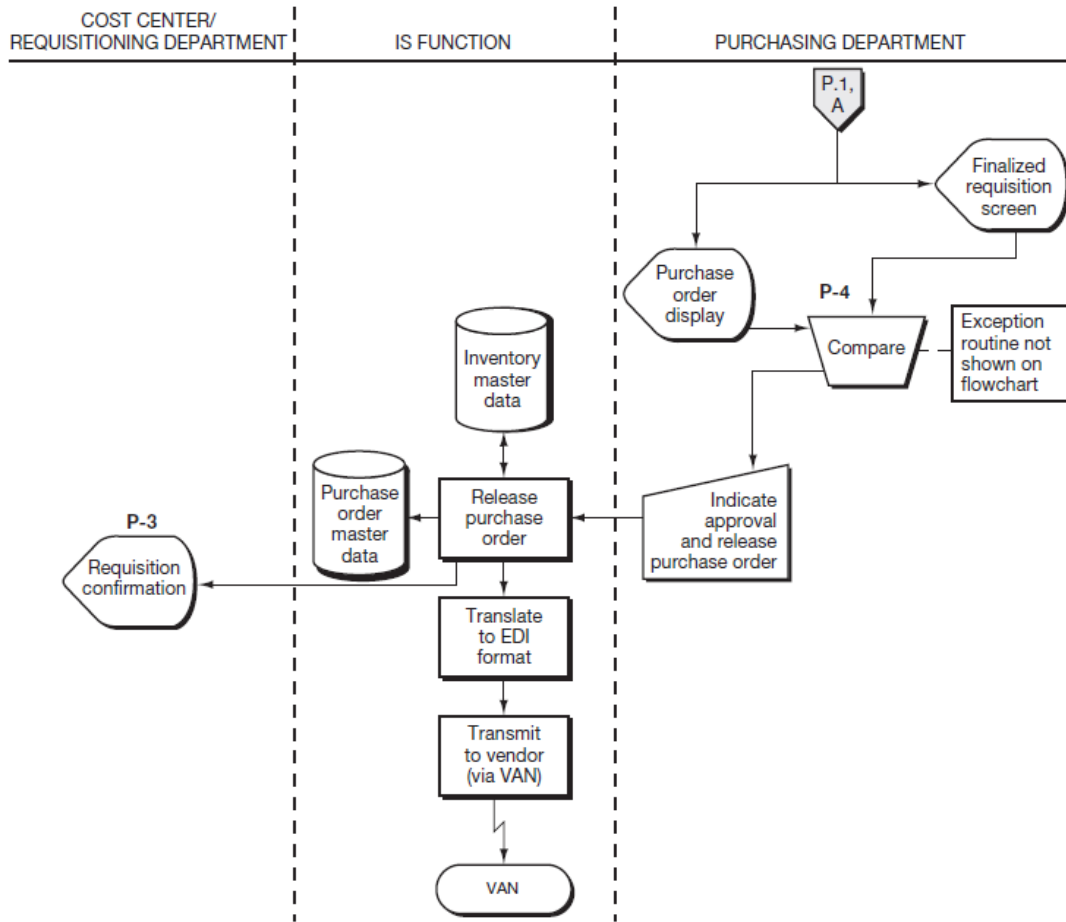 COST CENTER/
REQUISITIONING DEPARTMENT
IS FUNCTION
PURCHASING DEPARTMENT
P.1,
A
Finalized
requisition
screen
Purchase
order
display
P-4
Compare
Exception
routine not
shown on
flowchart
Inventory
master
data
Purchase
order
master
data
Release
purchase
order
Indicate
approval
and release
purchase order
P-3
Requisition
confirmation
Translate
to EDI
format
Transmit
to vendor
(via VAN)
VAN